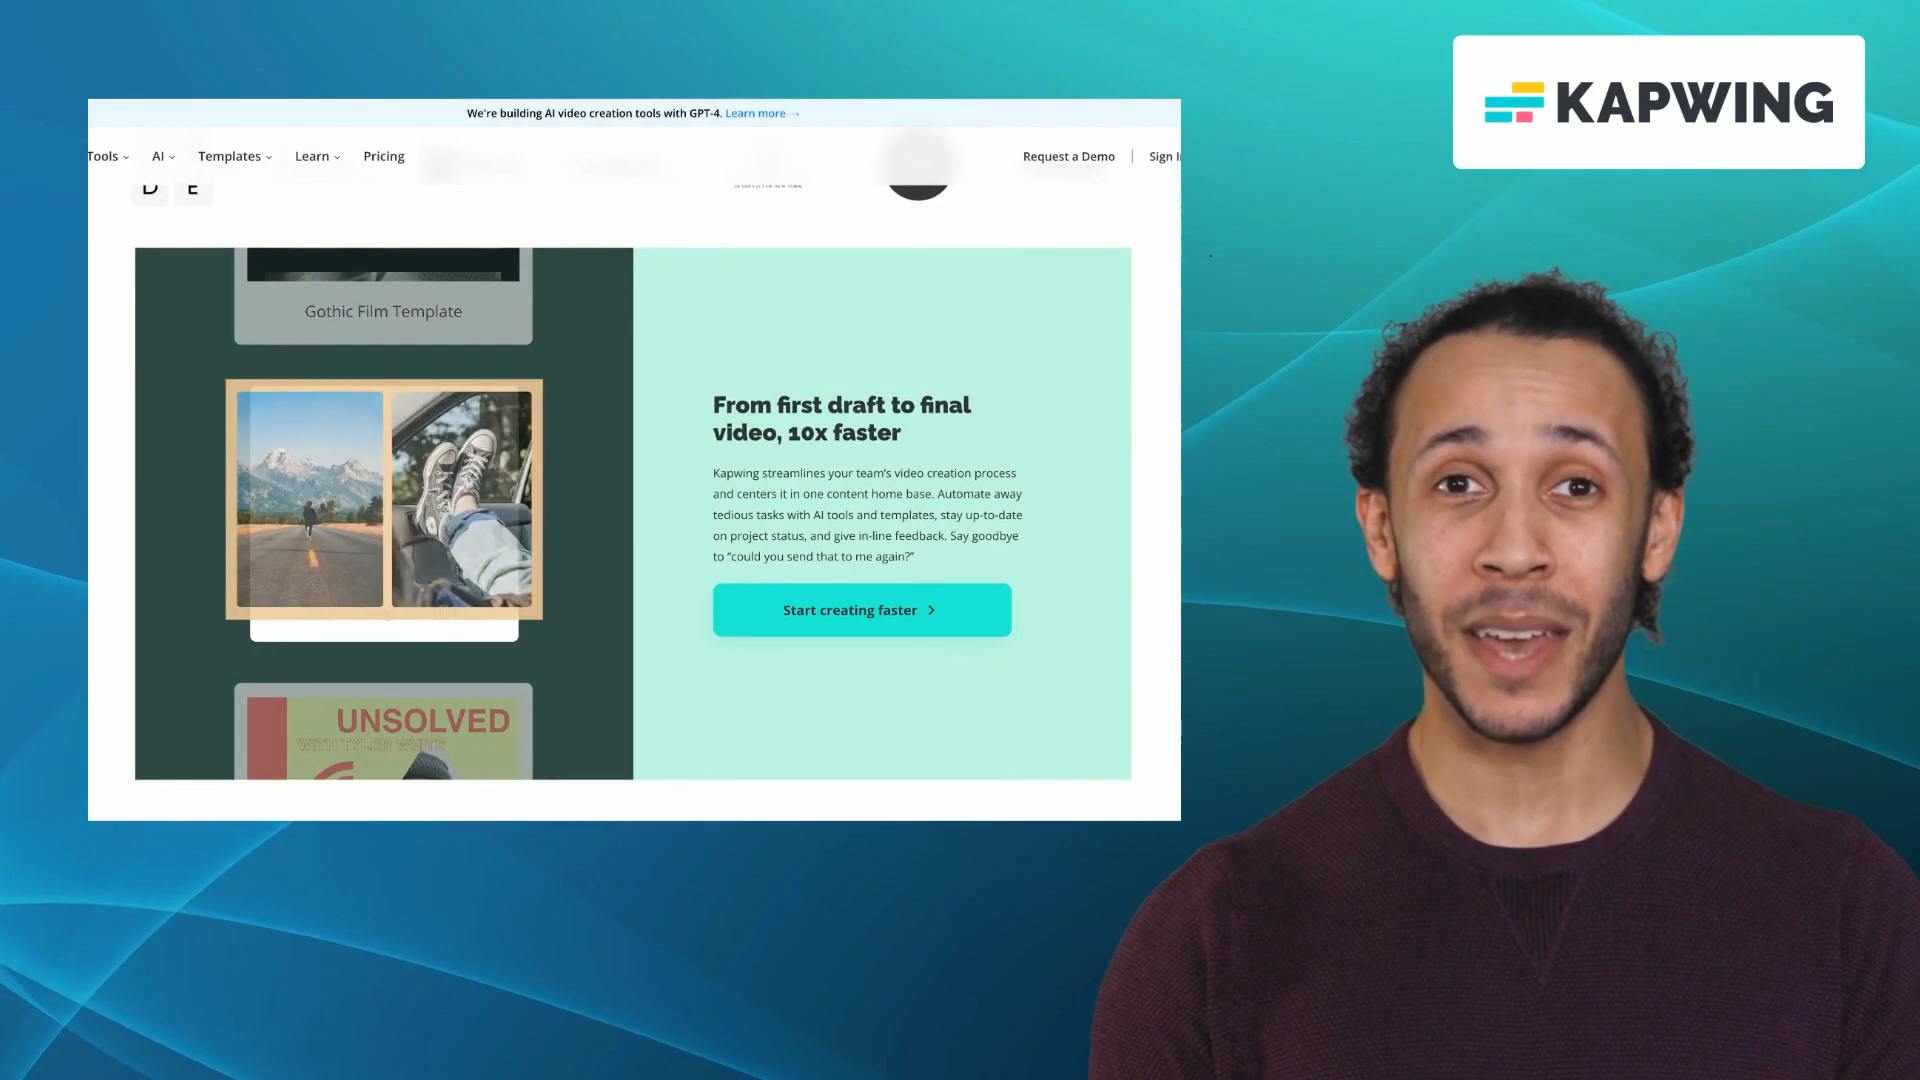 KAPWING
We're building AI video creation tools with GPT-4. Learn more →
Tools AI Templates Learn Pricing Request a Demo Sign I
D E
Gothic Film Template
From first draft to final
video, 10x faster
Kapwing streamlines your team's video creation process
and centers it in one content home base. Automate away
tedious tasks with AI tools and templates, stay up-to-date
on project status, and give in-line feedback. Say goodbye
to “could you send that to me again?”
Start creating faster >
UNSOLVED
WITH TYLER WHITE